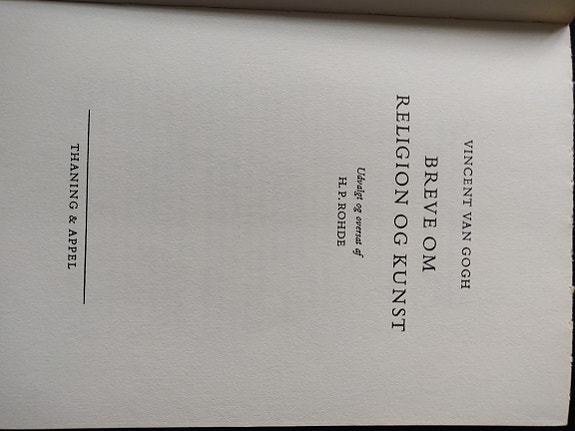 VINCENT VAN GOGH
BREVE OM
RELIGION OG KUNST
Udvalgt og oversat af
H. P. ROHDE
THANING & APPEL